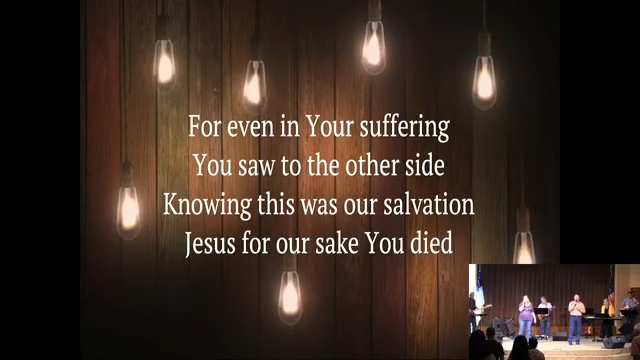 For even in Your suffering
You saw to the other side
Knowing this was our salvation
Jesus for our sake You died